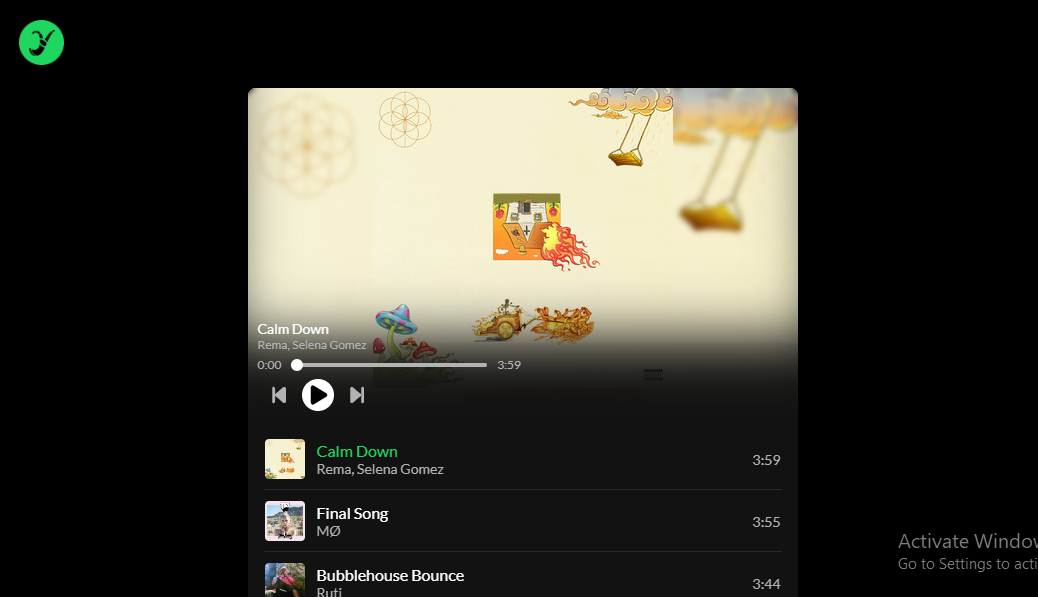 Calm Down
Rema, Selena Gomez
0:00 3:59
Calm Down
Rema, Selena Gomez
3:59
Final Song
MØ
3:55
Bubblehouse Bounce
Ruti
3:44
Activate Window
Go to Settings to acti